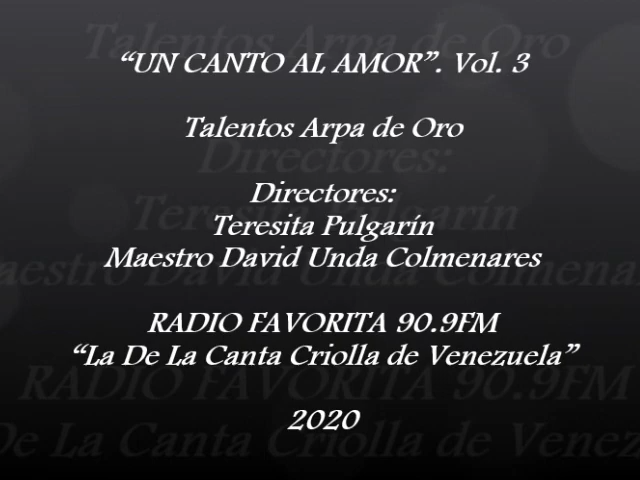 “UN CANTO AL AMOR”. Vol. 3
Talentos Arpa de Oro
Directores:
Teresita Pulgarín
Maestro David Unda Colmenares
RADIO FAVORITA 90.9FM
“La De La Canta Criolla de Venezuela”
2020